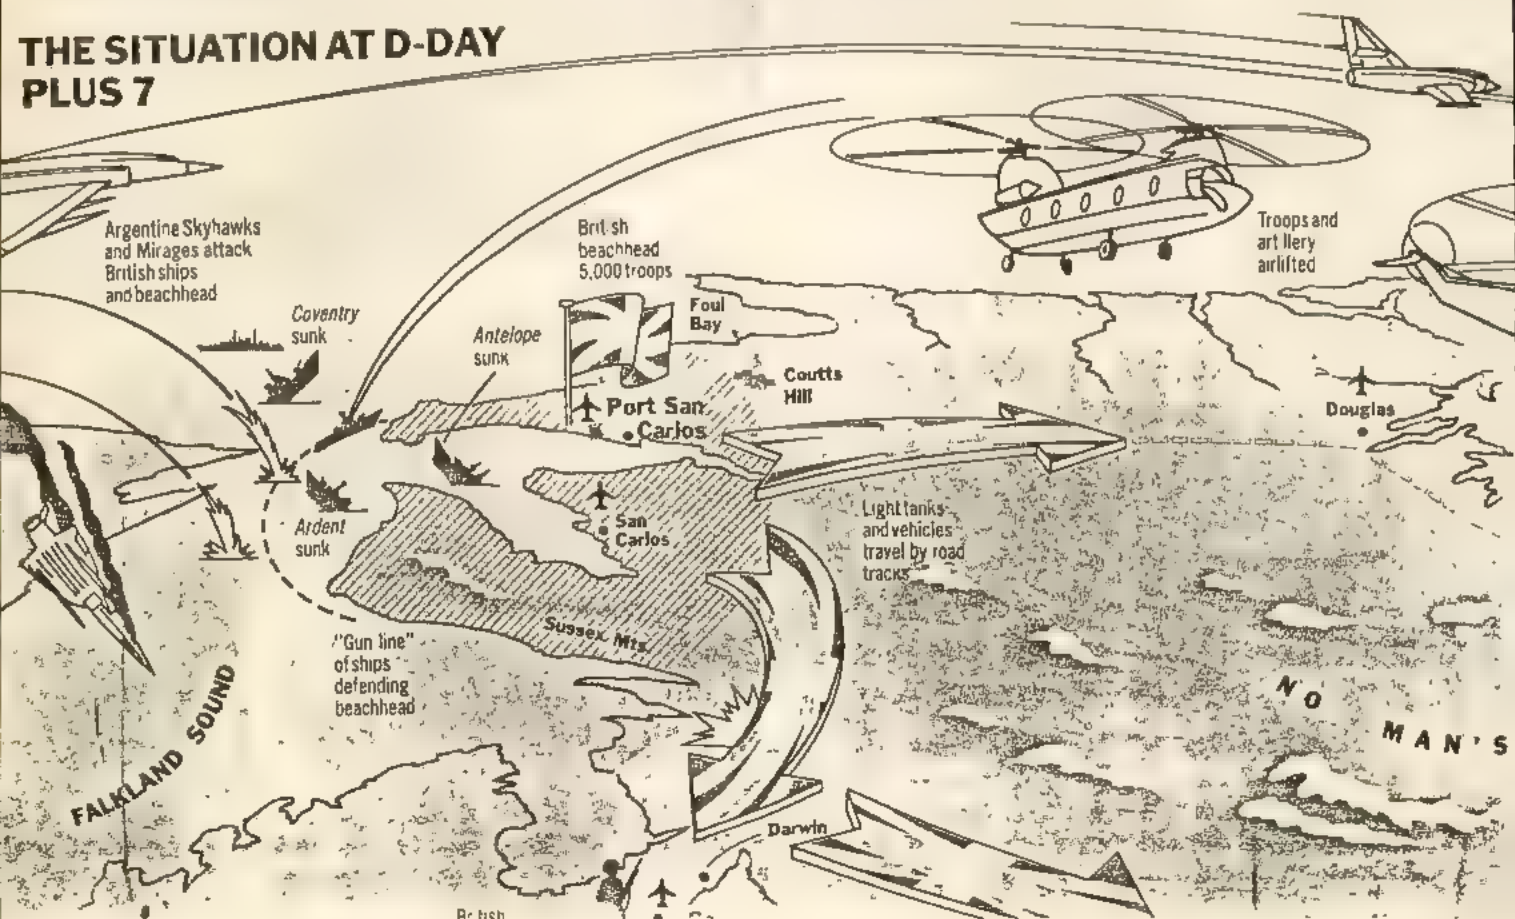 THE SITUATION AT D-DAY
PLUS 7
Argentine Skyhawks
and Mirages attack
British ships
and beachhead
Coventry
sunk
Antelope
sunk
British
beachhead
5,000 troops
Foul
Bay
Troops and
artillery
airlifted
Coutts
Hill
Port San
Carlos
Douglas
Ardent
sunk
San
Carlos
Light tanks
and vehicles
travel by road
tracks
Sussex Mts
"Gun line"
of ships
defending
beachhead
FALKLAND SOUND
NO MAN'S
Darwin
British